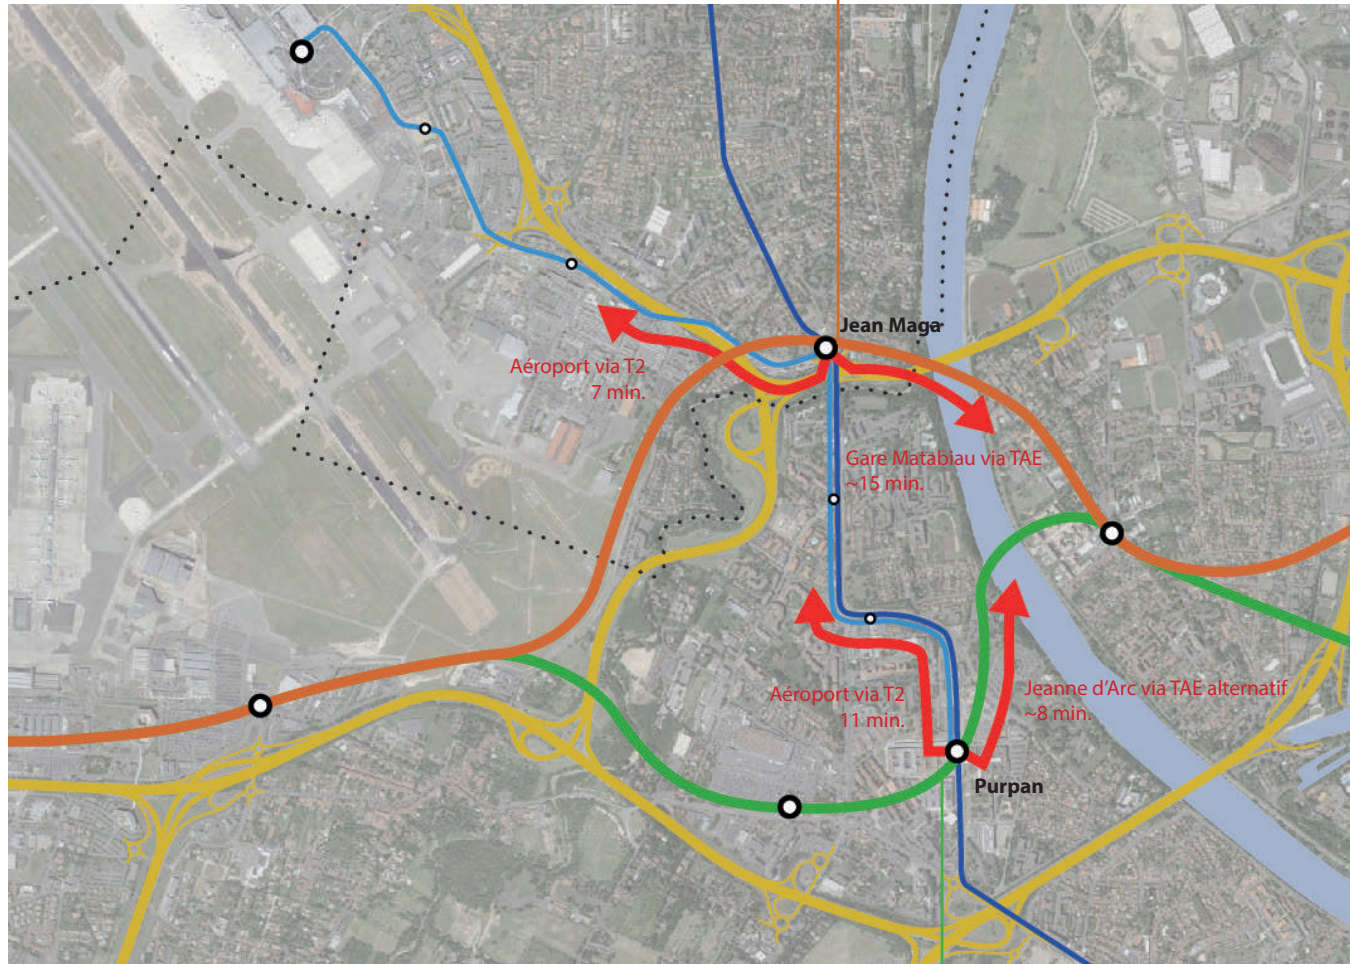 Jean Maga
Aéroport via T2
7 min.
Gare Matabiau via TAE
~15 min.
Aéroport via T2
11 min.
Jeanne d’Arc via TAE alternatif
~8 min.
Purpan